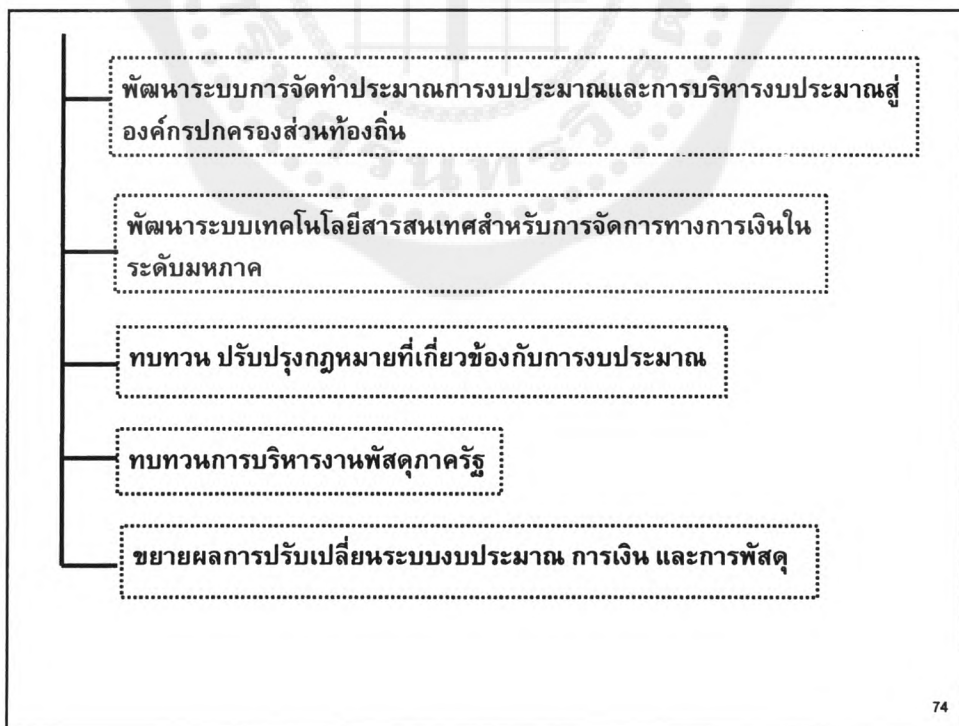 พัฒนาระบบการจัดทำประมาณการงบประมาณและการบริหารงบประมาณสู่
องค์กรปกครองส่วนท้องถิ่น
พัฒนาระบบเทคโนโลยีสารสนเทศสำหรับการจัดการทางการเงินใน
ระดับมหภาค
ทบทวน ปรับปรุงกฎหมายที่เกี่ยวข้องกับการงบประมาณ
ทบทวนการบริหารงานพัสดุภาครัฐ
ขยายผลการปรับเปลี่ยนระบบงบประมาณ การเงิน และการพัสดุ
74